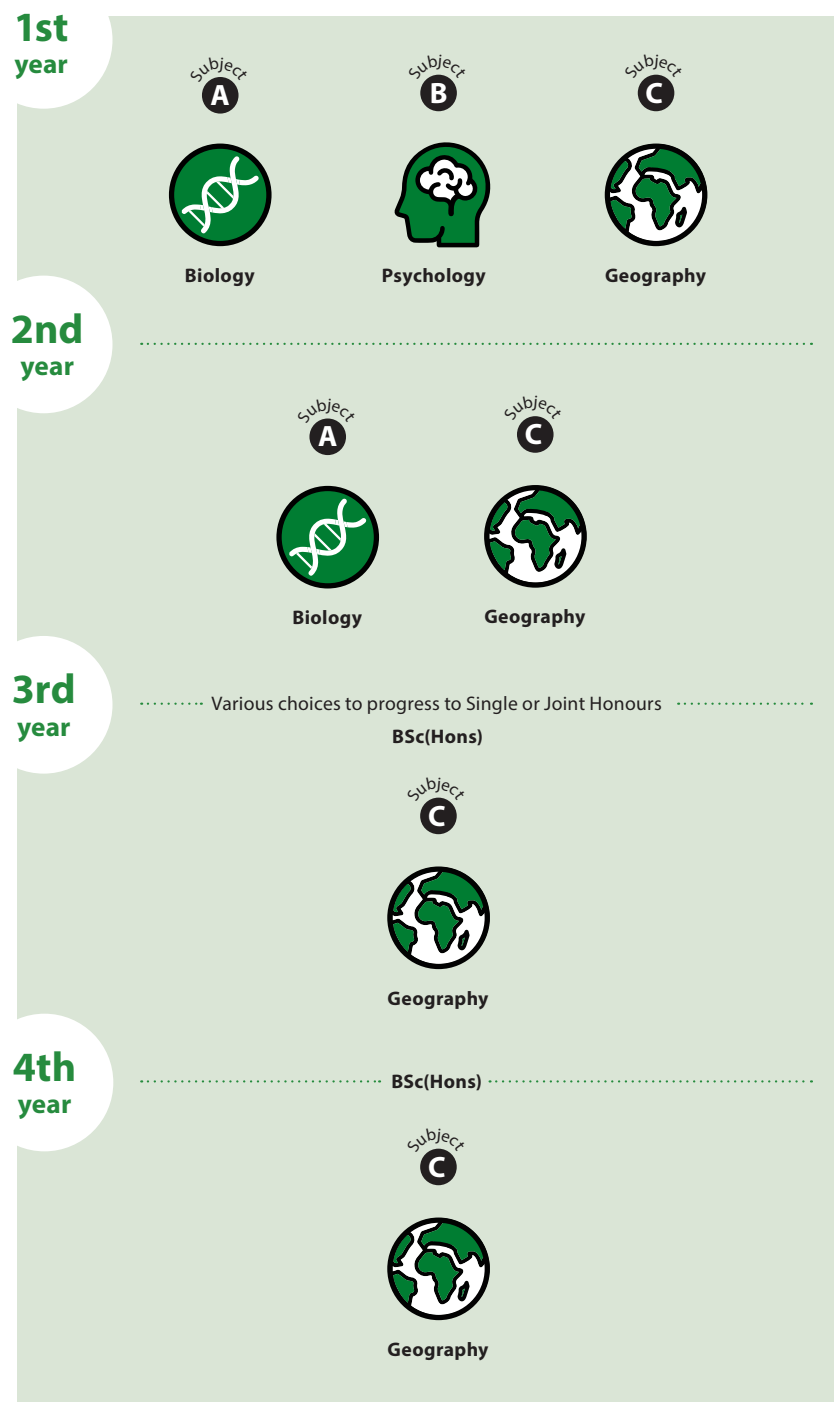 1st
year
Subject Subject Subject
A B C
Biology Psychology Geography
2nd
year
Subject Subject
A C
Biology Geography
3rd
year
Various choices to progress to Single or Joint Honours
BSc(Hons)
Subject
C
Geography
4th
year
BSc(Hons)
Subject
C
Geography